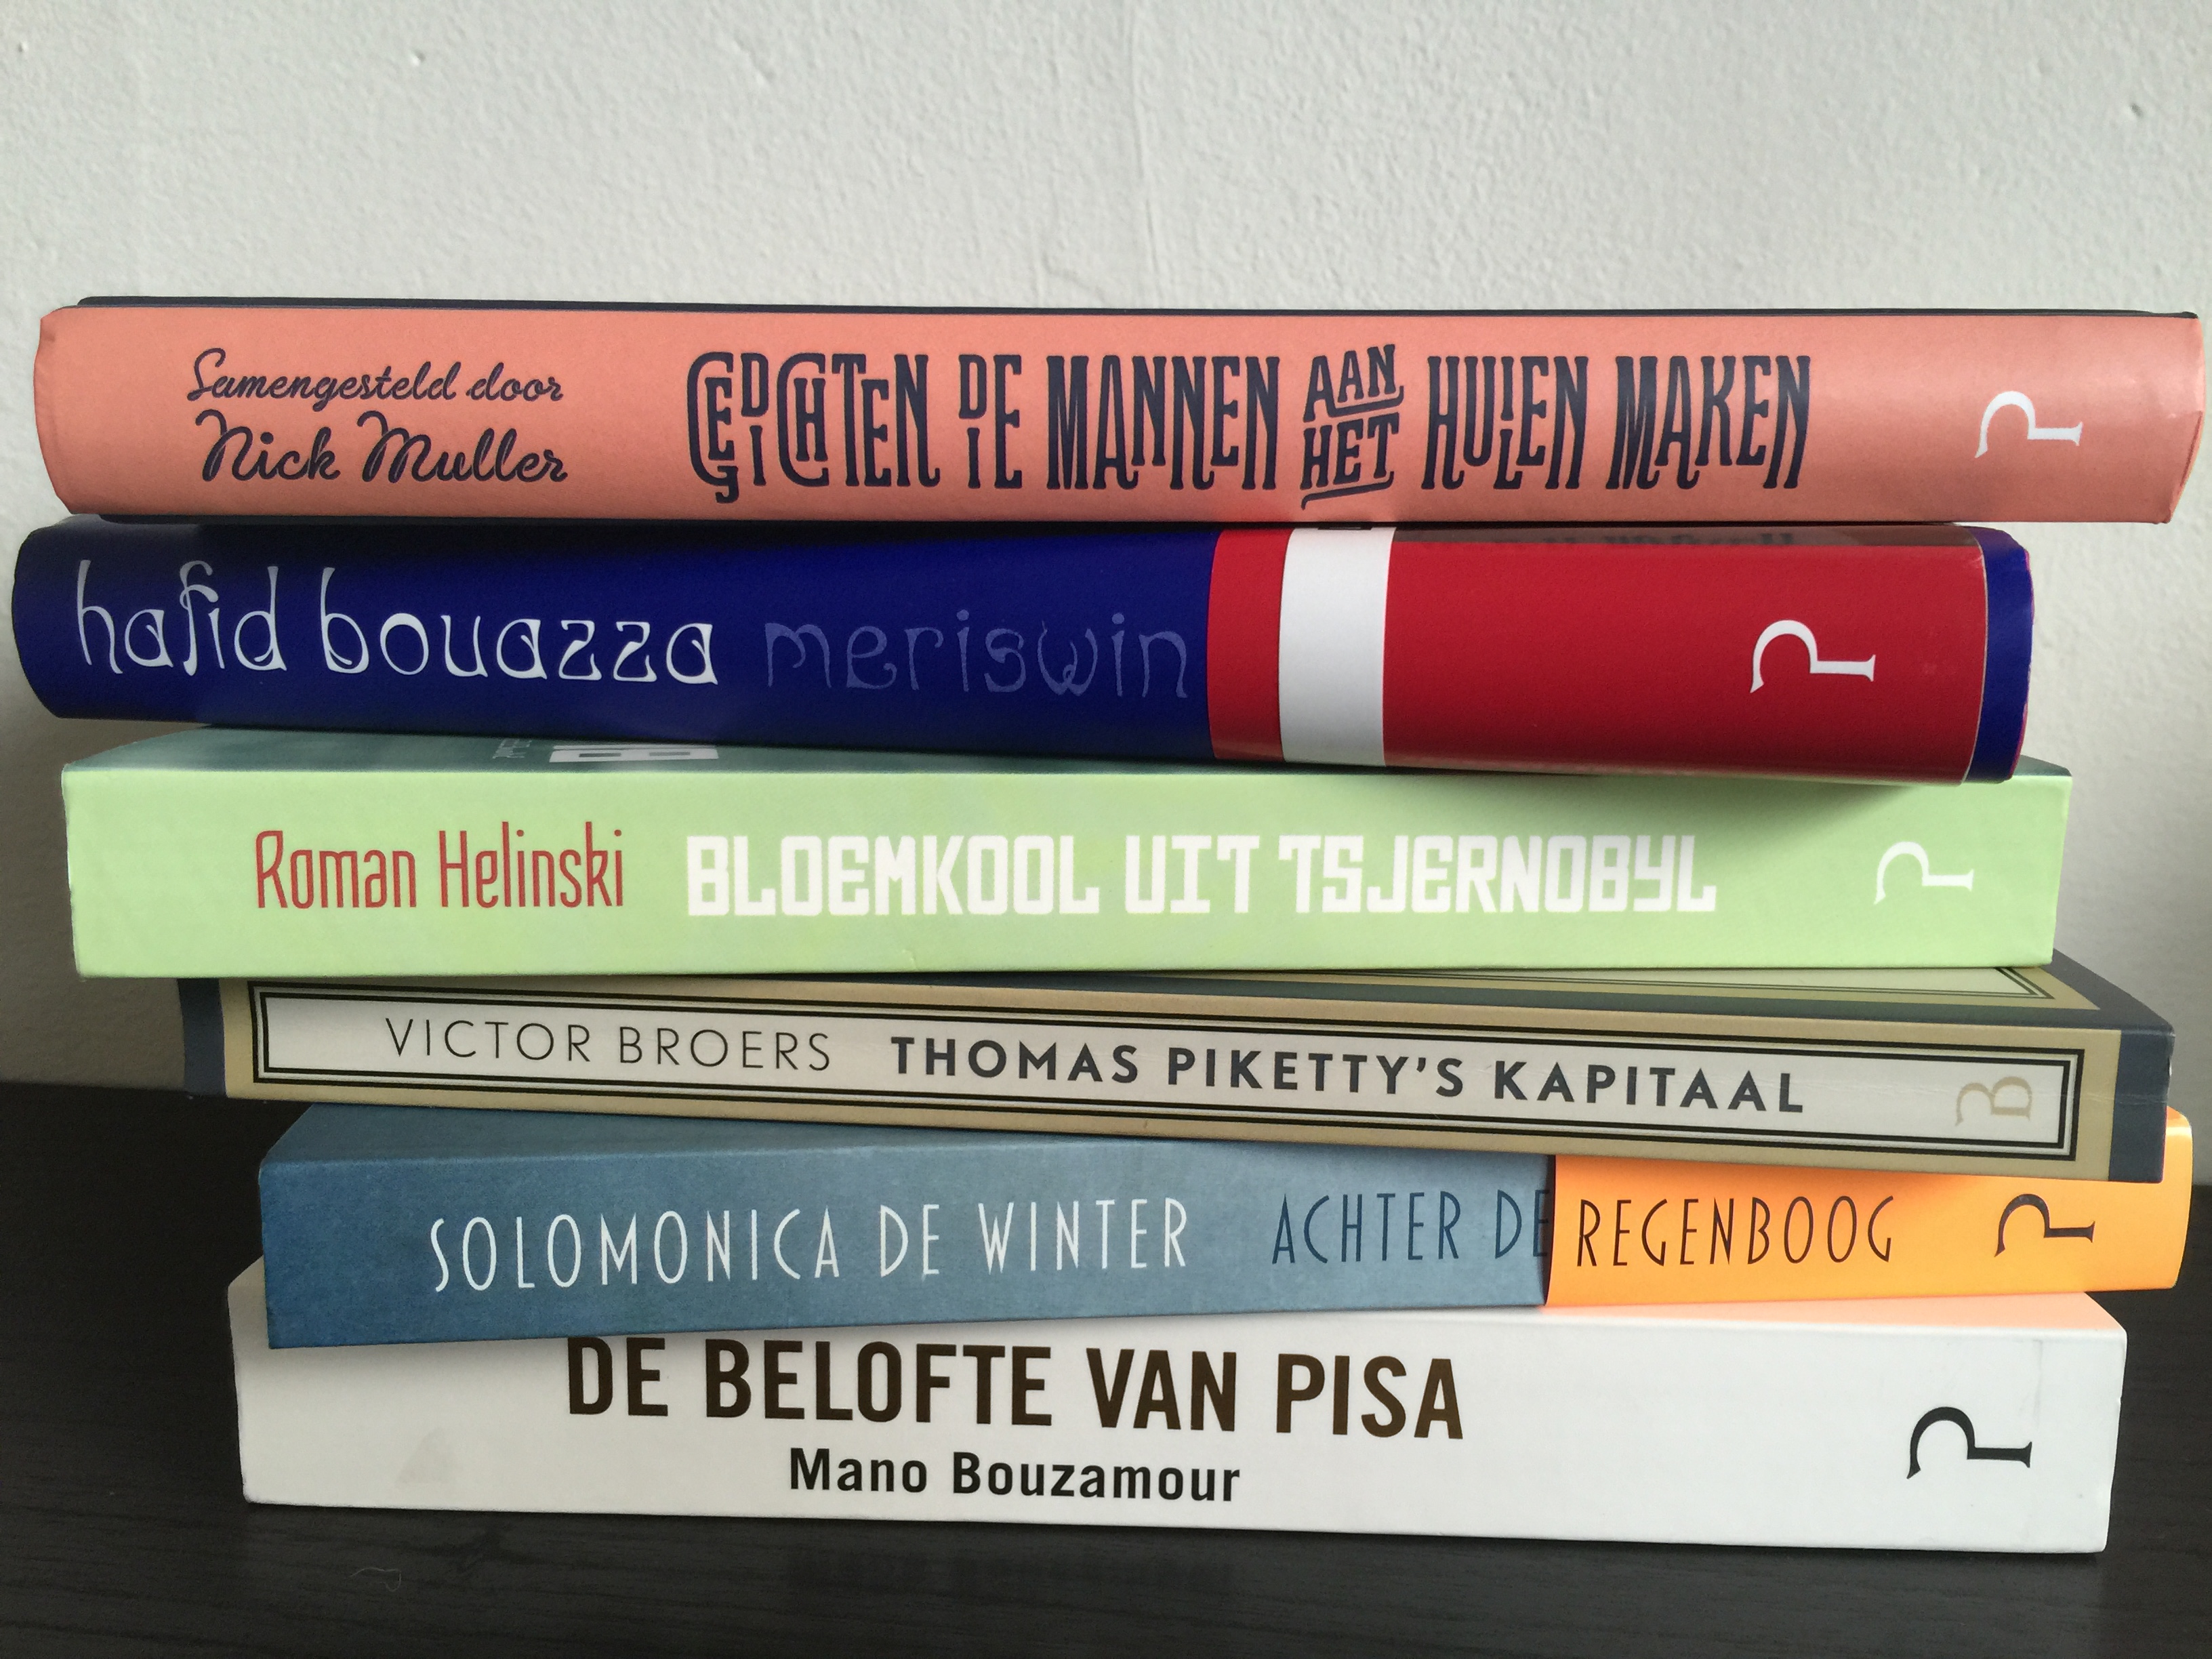 Samengesteld door
Nick Muller
GEDICHTEN DIE MANNEN AAN HET HUILEN MAKEN
P
hafid bouazza meriswin
P
Roman Helinski BLOEMKOOL UIT TSJERNOBYL
P
VICTOR BROERS THOMAS PIKETTY'S KAPITAAL
B
SOLOMONICA DE WINTER ACHTER DE REGENBOOG
P
DE BELOFTE VAN PISA
Mano Bouzamour
P